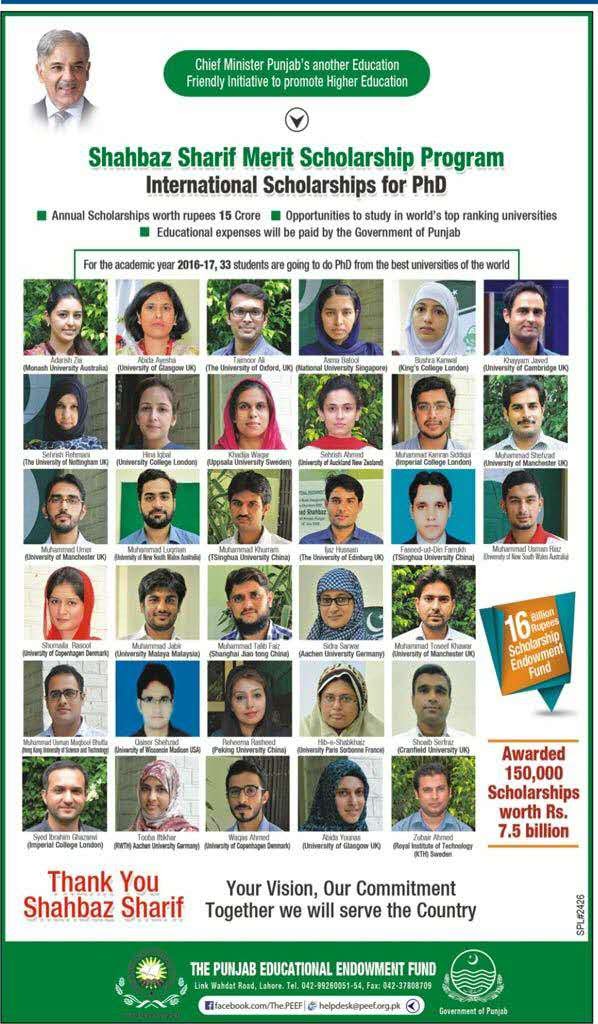 Chief Minister Punjab's another Education
Friendly Initiative to promote Higher Education
Shahbaz Sharif Merit Scholarship Program
International Scholarships for PhD
Annual Scholarships worth rupees 15 Crore Opportunities to study in world's top ranking universities
Educational expenses will be paid by the Government of Punjab
For the academic year 2016-17, 33 students are going to do PhD from the best universities of the world
Adarish Zia
(Monash University Australia)
Abida Ayesha
(University of Glasgow UK)
Taimoor Ali
(The University of Oxford, UK)
Asma Batool
(National University Singapore)
Bushra Kanwal
(King's College London)
Khayyam Javed
(University of Cambridge UK)
Sehrish Rehmani
(The University of Nottingham UK)
Hina Iqbal
(University College London)
Khadija Waqar
(Uppsala University Sweden)
Sehrish Ahmed
(University of Auckland New Zealand)
Muhammad Kamran Siddiqui
(Imperial College London)
Muhammad Shehzad
(University of Manchester UK)
Muhammad Umer
(University of Manchester UK)
Muhammad Luqman
(University of New South Wales Australia)
Muhammad Khurram
(TSinghua University China)
Ijaz Hussain
(The University of Edinburg UK)
Faseed-ud-Din Farrukh
(TSinghua University China)
Muhammad Usman Riaz
(University of New South Wales Australia)
Shomaila Rasool
(University of Copenhagen Denmark)
Muhammad Jabir
(University Malaya Malaysia)
Muhammad Talib Faiz
(Shanghai Jiao tong China)
Sidra Sarwar
(Aachen University Germany)
Muhammad Toseef Khawar
(University of Manchester UK)
16 Billion
Rupees
Scholarship
Endowment
Fund
Muhammad Usman Maqbool Bhutta
(Hong Kong University of Science and Technology)
Qaiser Shehzad
(University of Wisconsin Madison USA)
Reheema Rasheed
(Peking University China)
Hib-e-Shabkhaiz
(University Paris Sorbonne France)
Shoaib Serfraz
(Cranfield University UK)
Awarded
150,000
Scholarships
worth Rs.
7.5 billion
Syed Ibrahim Ghazanvi
(Imperial College London)
Tooba Iftikhar
(RWTH) Aachen University Germany)
Waqas Ahmed
(University of Copenhagen Denmark)
Abida Younas
(University of Glasgow UK)
Zubair Ahmed
(Royal Institute of Technology
(KTH) Sweden
Thank You
Shahbaz Sharif
Your Vision, Our Commitment
Together we will serve the Country
SPL#2426
THE PUNJAB EDUCATIONAL ENDOWMENT FUND
Link Wahdat Road, Lahore. Tel. 042-99260051-54, Fax: 042-37808709
facebook.com/The.PEEF helpdesk@peef.org.pk
Government of Punjab